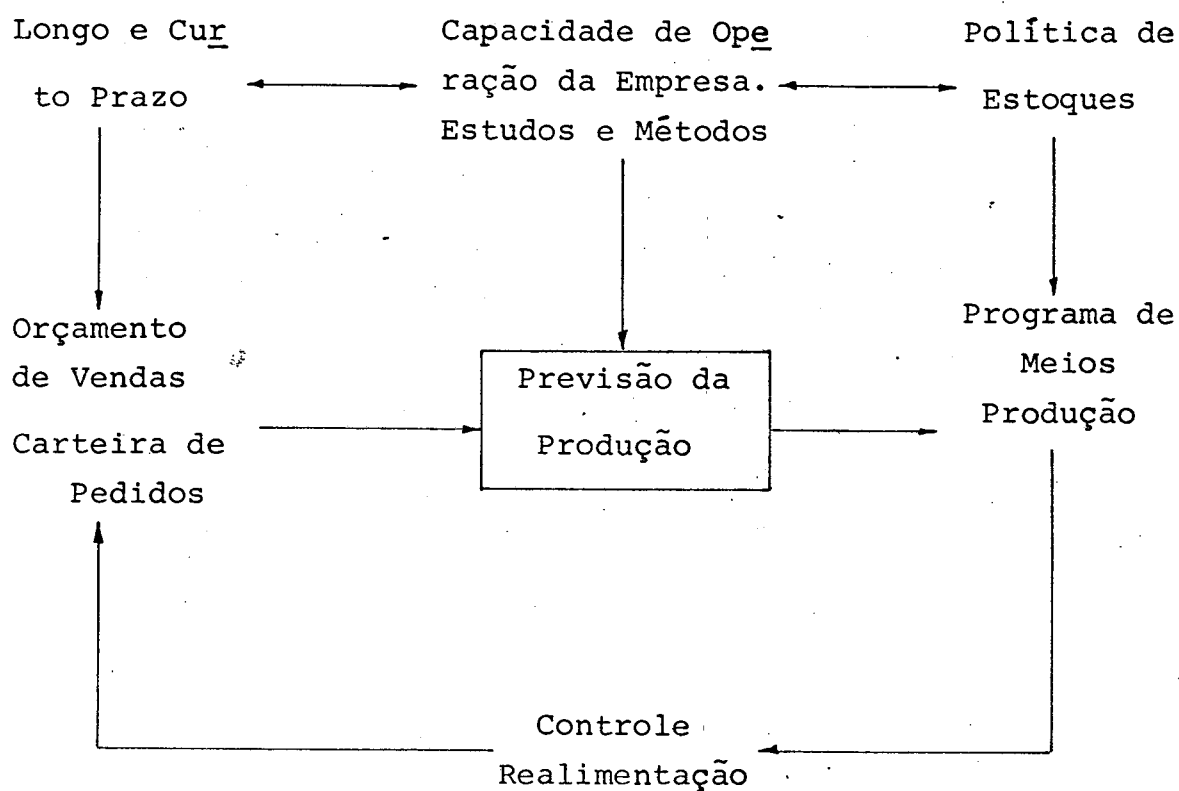 Longo e Cur
to Prazo
Capacidade de Ope
ração da Empresa.
Estudos e Métodos
Política de
Estoques
Orçamento
de Vendas
Carteira de
Pedidos
Previsão da
Produção
Programa de
Meios
Produção
Controle
Realimentação